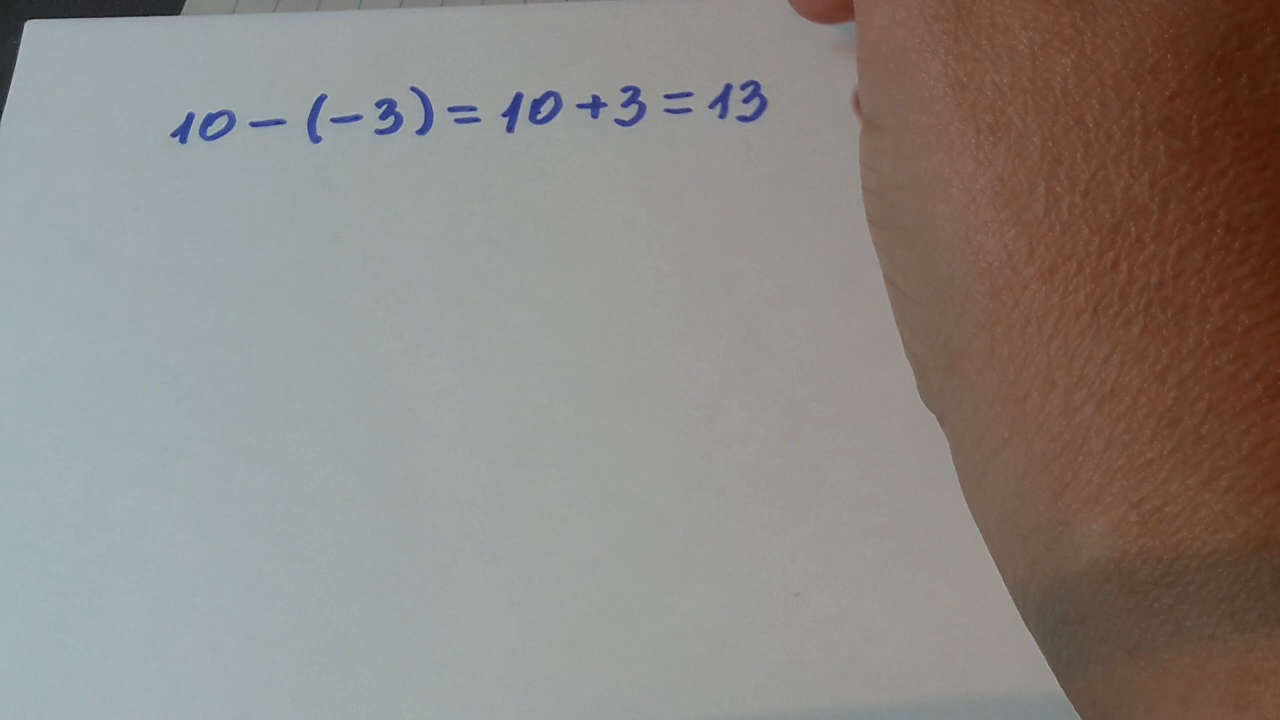 10 - (-3) = 10 + 3 = 13